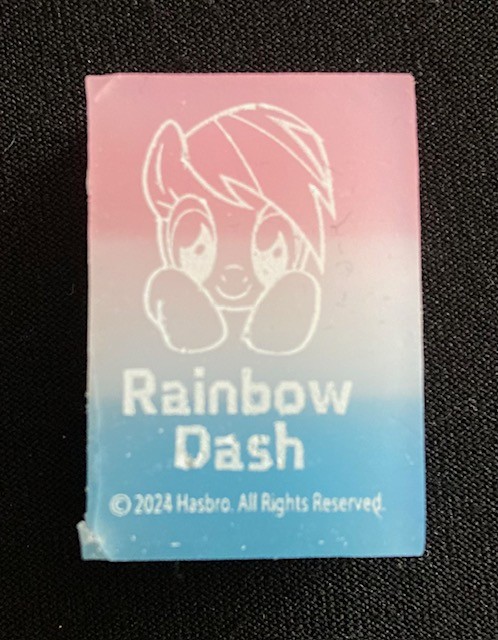 Rainbow
Dash
© 2024 Hasbro. All Rights Reserved.